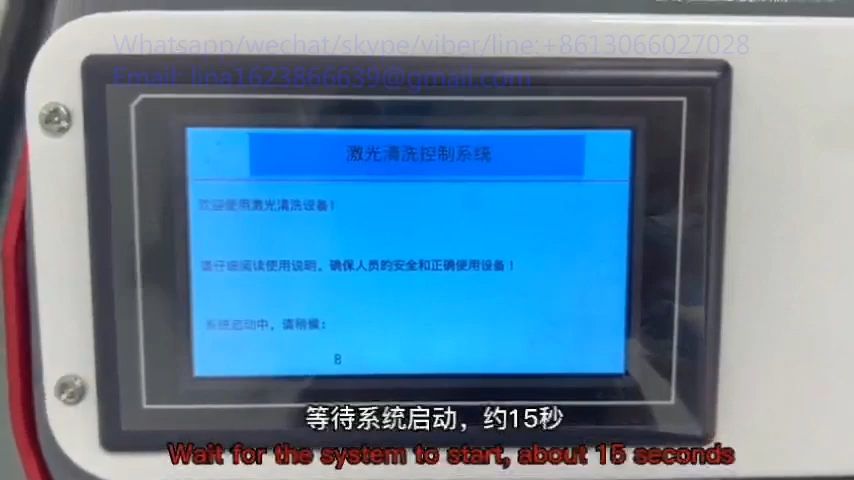 Whatsapp/wechat/skype/viber/line:+8613066027028
Email: lina1623866639@gmail.com
激光清洗控制系统
欢迎使用激光清洗设备!
请仔细阅读使用说明，确保人员的安全和正确使用设备!
系统启动中，请稍候:
8
等待系统启动，约15秒
Wait for the system to start, about 15 seconds